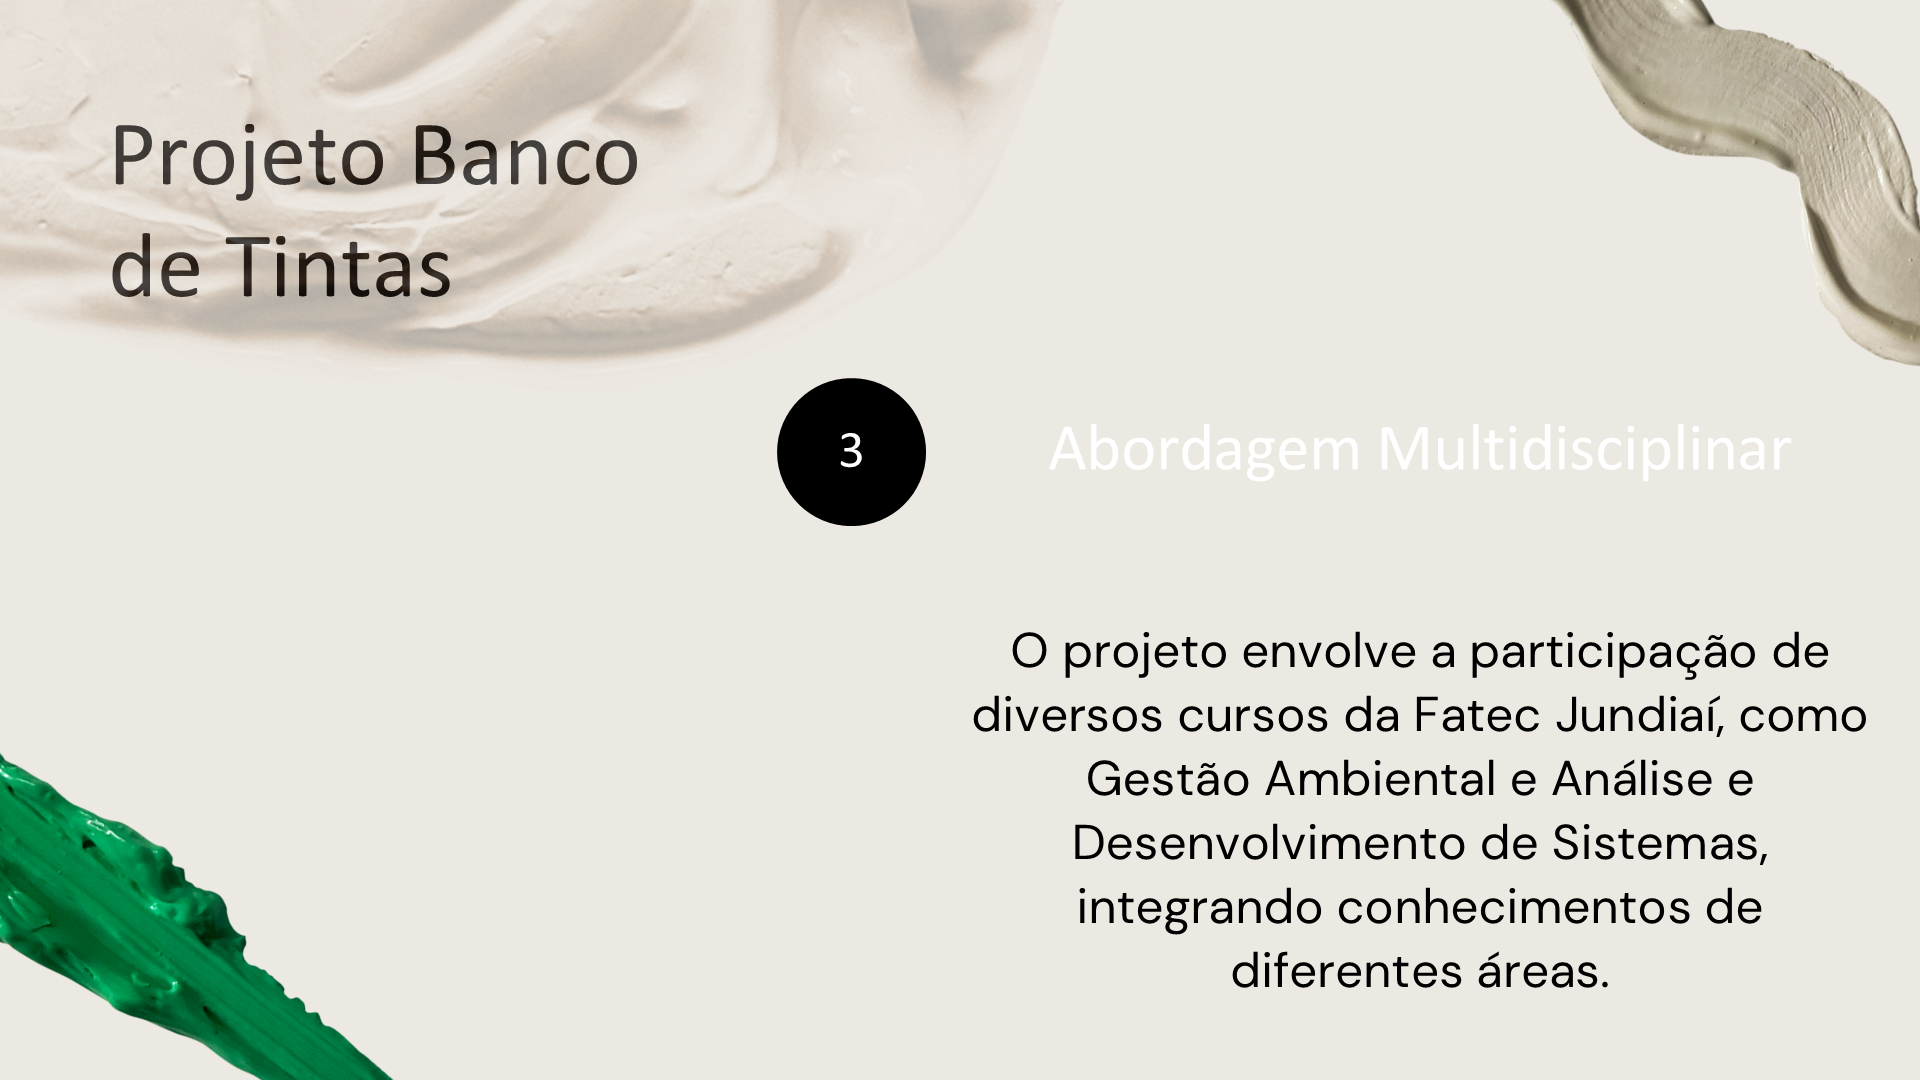 Projeto Banco
de Tintas
3
Abordagem Multidisciplinar
O projeto envolve a participação de
diversos cursos da Fatec Jundiaí, como
Gestão Ambiental e Análise e
Desenvolvimento de Sistemas,
integrando conhecimentos de
diferentes áreas.